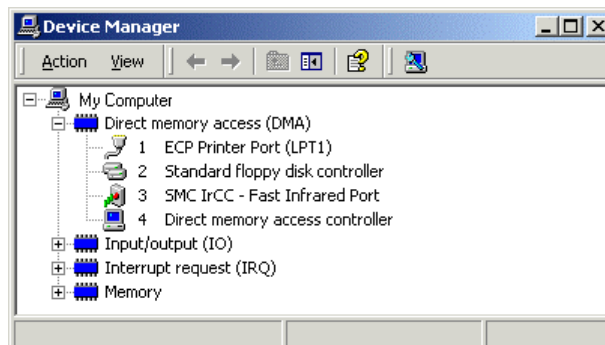 Device Manager
Action View
My Computer
Direct memory access (DMA)
1 ECP Printer Port (LPT1)
2 Standard floppy disk controller
3 SMC IrCC - Fast Infrared Port
4 Direct memory access controller
Input/output (IO)
Interrupt request (IRQ)
Memory